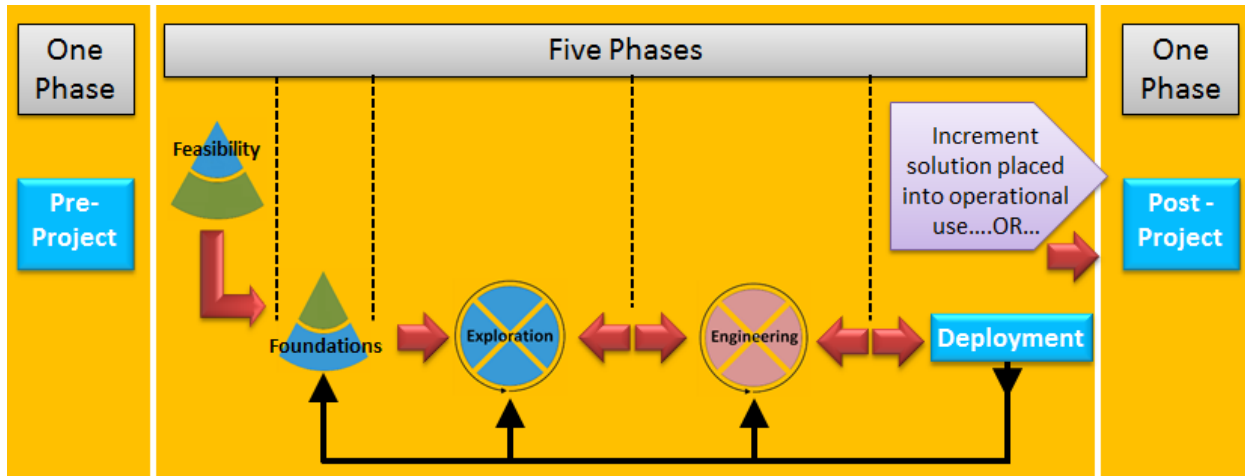 One
Phase
Five Phases
One
Phase
Feasibility
Increment
solution placed
into operational
use....OR...
Pre-
Project
Post -
Project
Foundations
Exploration
Engineering
Deployment